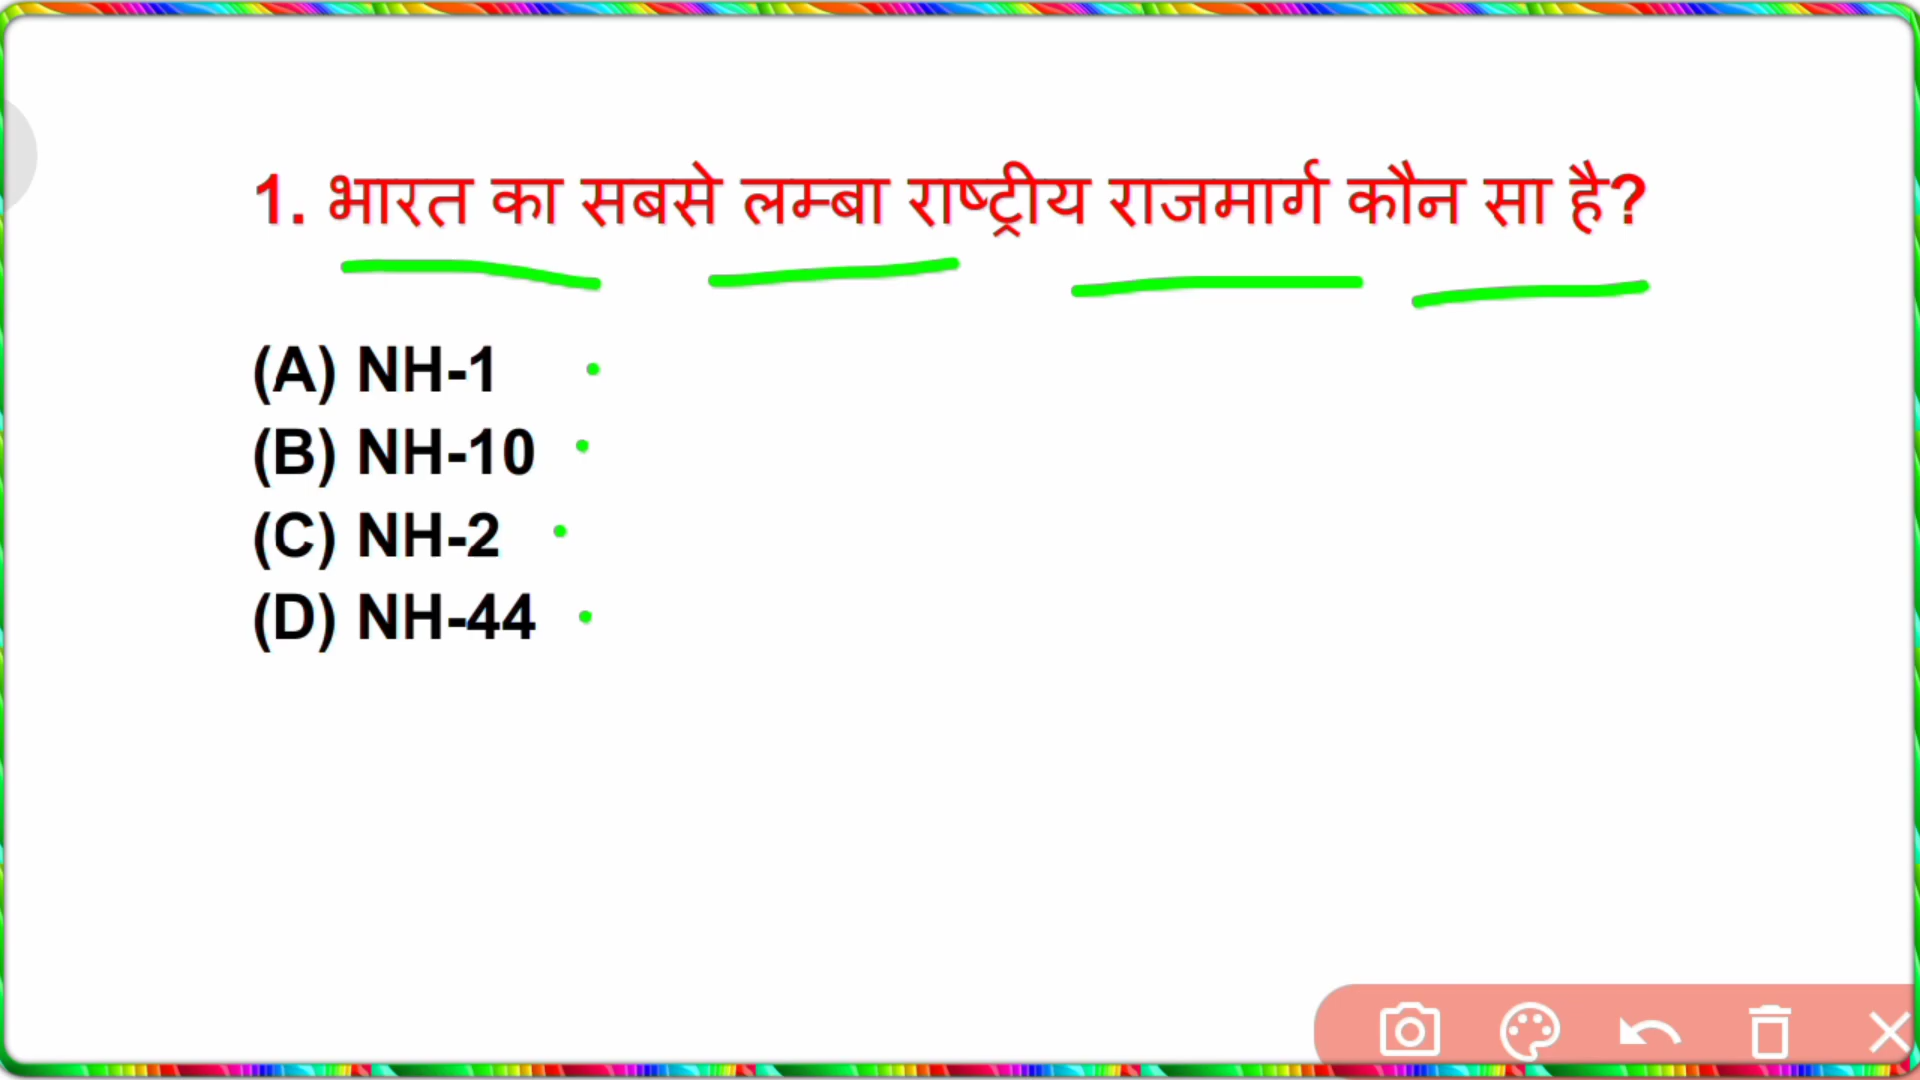 1. भारत का सबसे लम्बा राष्ट्रीय राजमार्ग कौन सा है?
(A) NH-1
(B) NH-10
(C) NH-2
(D) NH-44